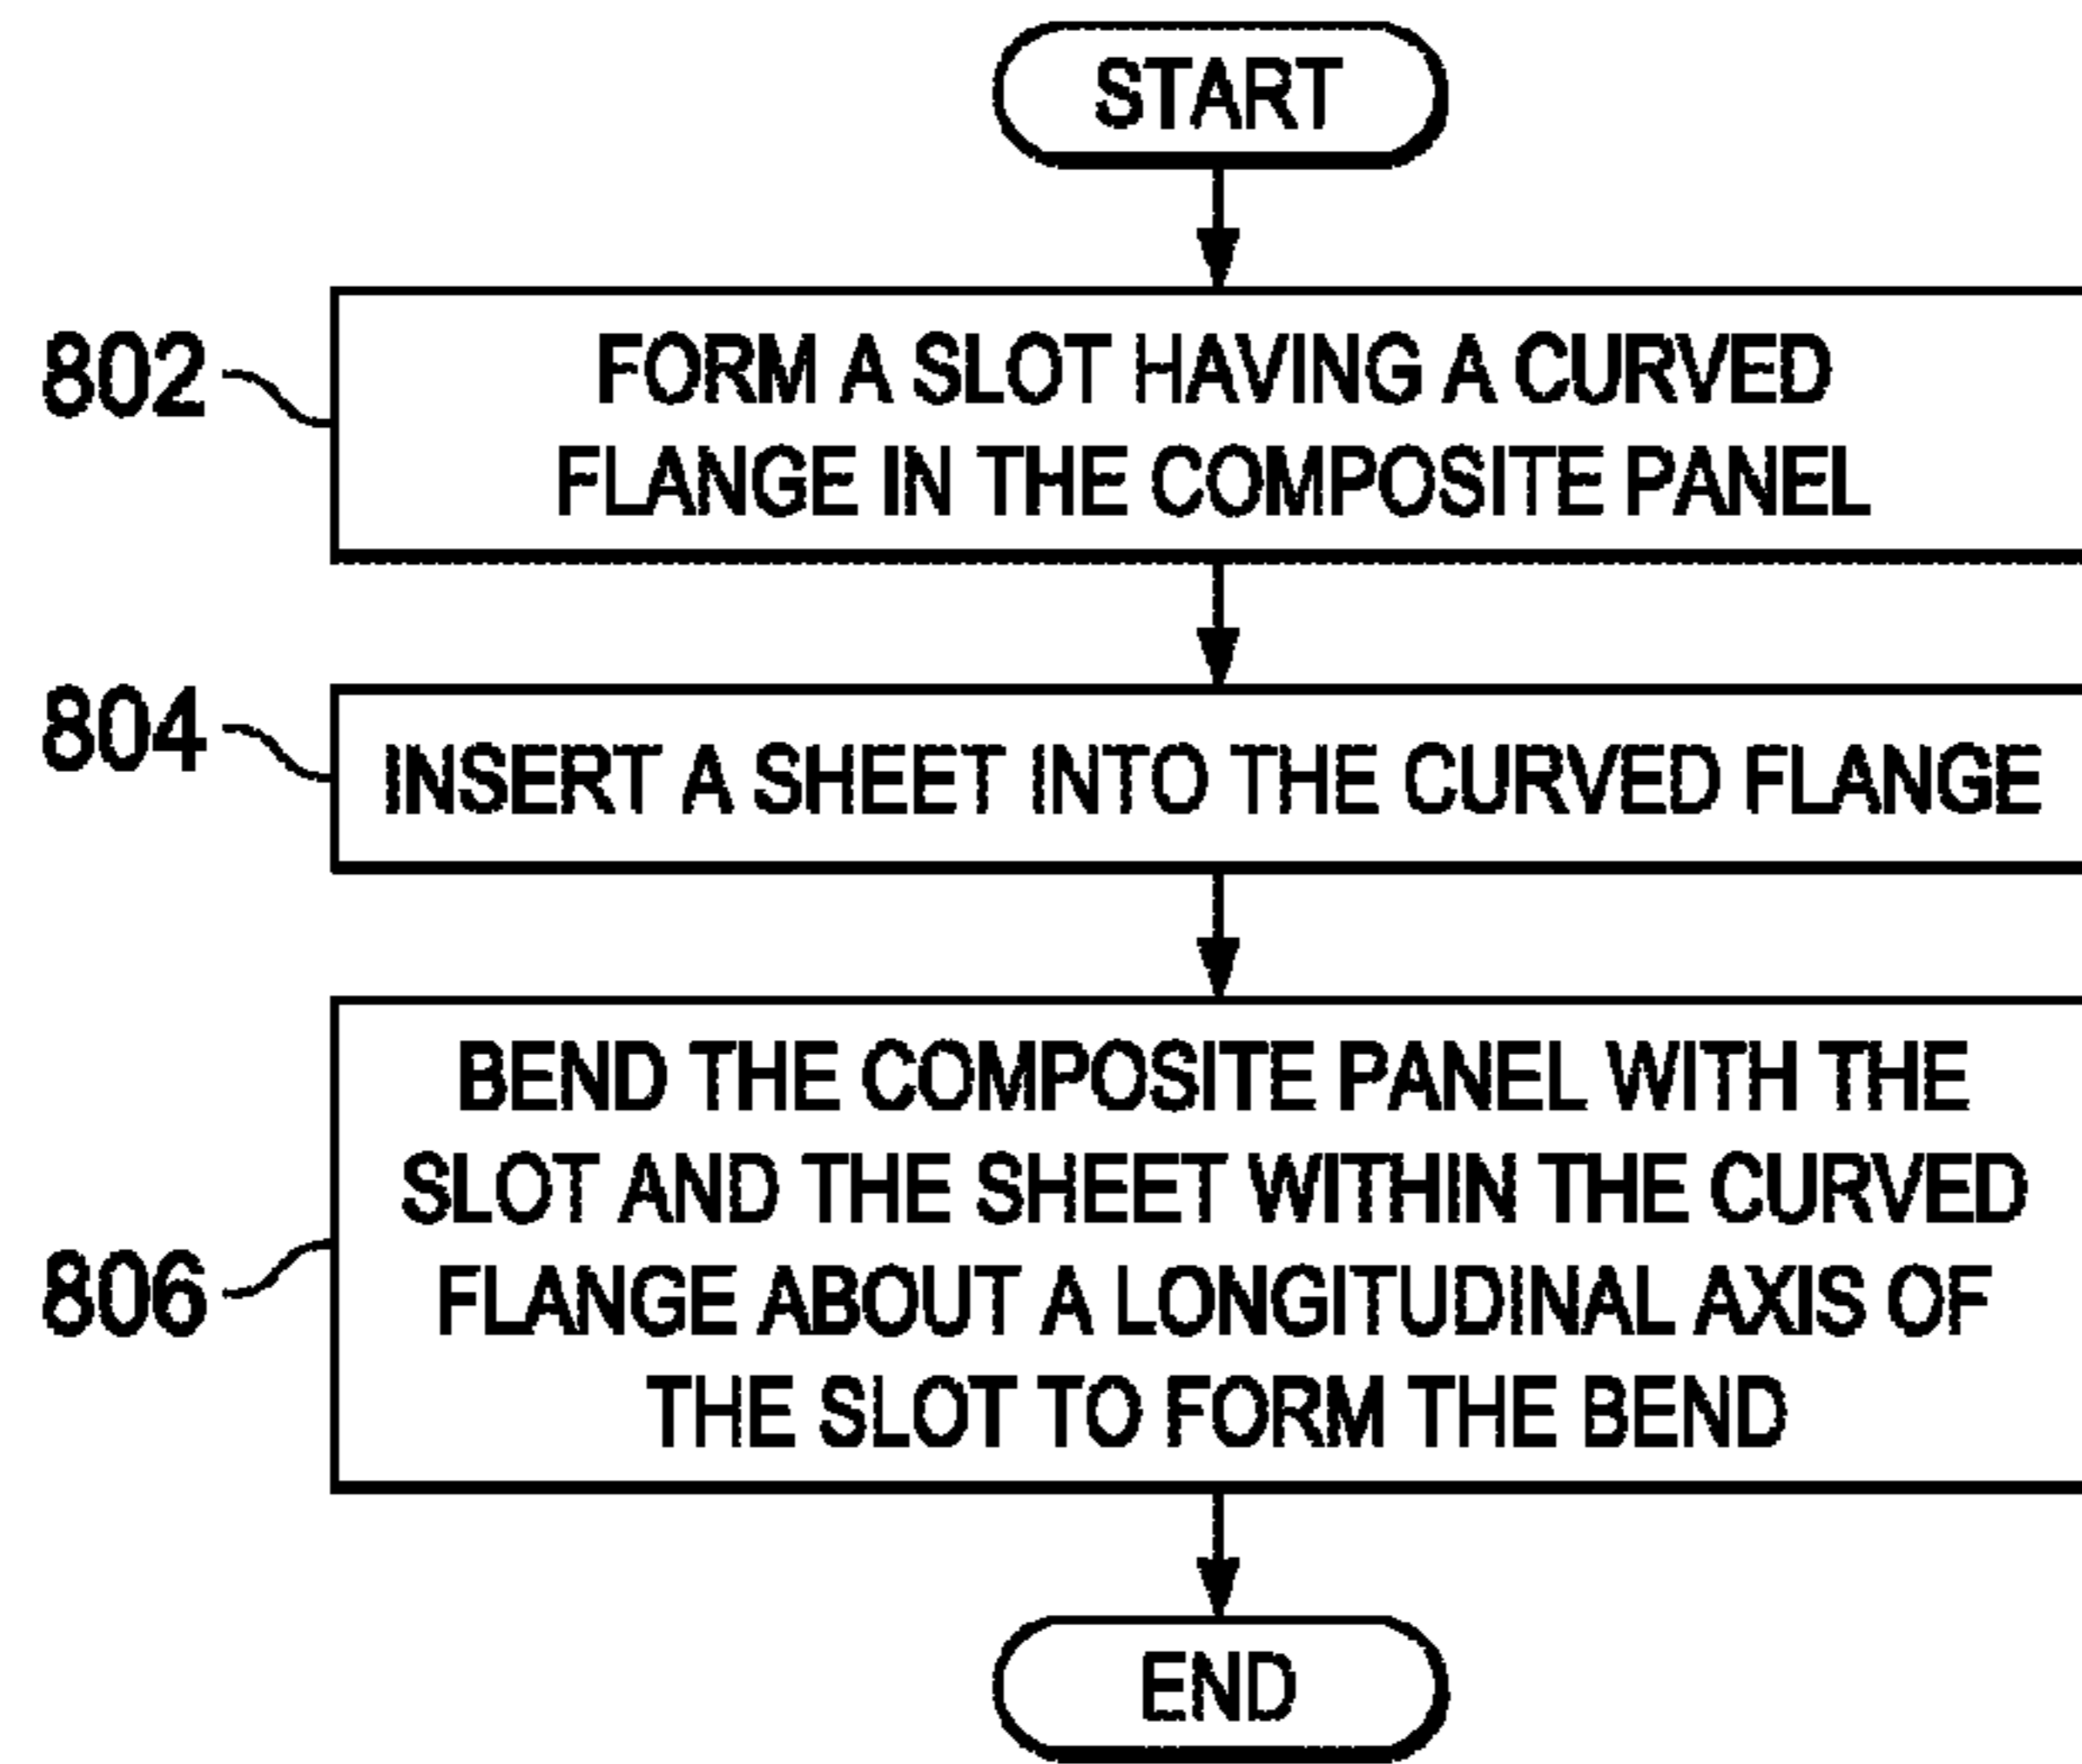 START
802
FORM A SLOT HAVING A CURVED
FLANGE IN THE COMPOSITE PANEL
804
INSERT A SHEET INTO THE CURVED FLANGE
806
BEND THE COMPOSITE PANEL WITH THE
SLOT AND THE SHEET WITHIN THE CURVED
FLANGE ABOUT A LONGITUDINAL AXIS OF
THE SLOT TO FORM THE BEND
END